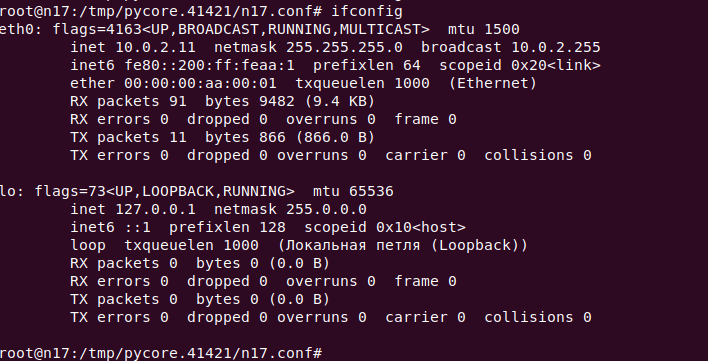 root@n17:/tmp/pycore.41421/n17.conf# ifconfig
eth0: flags=4163<UP,BROADCAST,RUNNING,MULTICAST>  mtu 1500
        inet 10.0.2.11  netmask 255.255.255.0  broadcast 10.0.2.255
        inet6 fe80::200:ff:feaa:1  prefixlen 64  scopeid 0x20<link>
        ether 00:00:00:aa:00:01  txqueuelen 1000  (Ethernet)
        RX packets 91  bytes 9482 (9.4 KB)
        RX errors 0  dropped 0  overruns 0  frame 0
        TX packets 11  bytes 866 (866.0 B)
        TX errors 0  dropped 0 overruns 0  carrier 0  collisions 0
lo: flags=73<UP,LOOPBACK,RUNNING>  mtu 65536
        inet 127.0.0.1  netmask 255.0.0.0
        inet6 ::1  prefixlen 128  scopeid 0x10<host>
        loop  txqueuelen 1000  (Локальная петля (Loopback))
        RX packets 0  bytes 0 (0.0 B)
        RX errors 0  dropped 0  overruns 0  frame 0
        TX packets 0  bytes 0 (0.0 B)
        TX errors 0  dropped 0 overruns 0  carrier 0  collisions 0
root@n17:/tmp/pycore.41421/n17.conf#